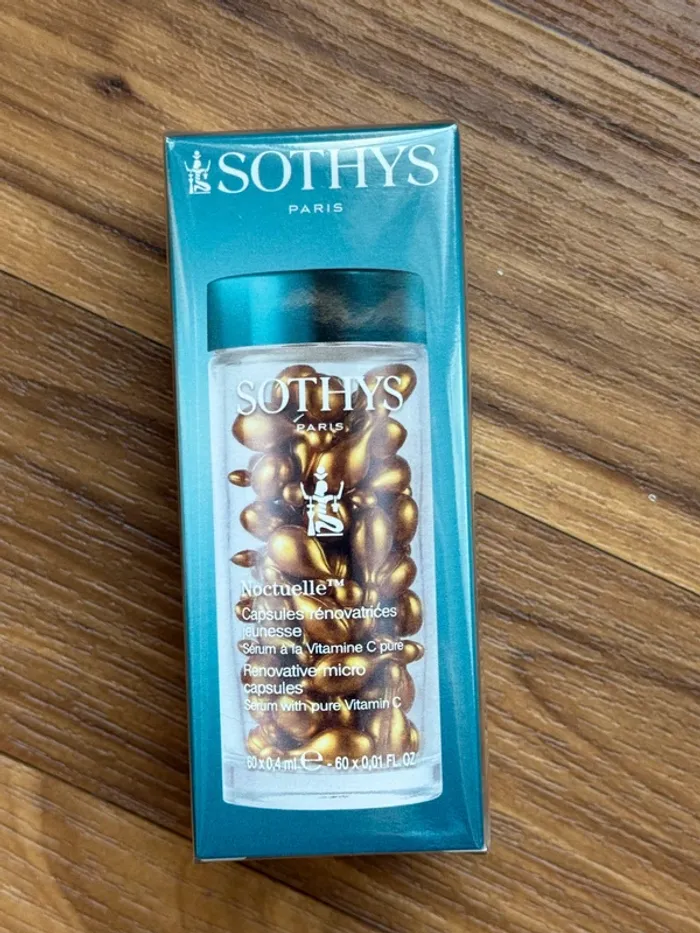 SOTHYS
PARIS
SOTHYS
PARIS
Noctuelle™
Capsules rénovatrices
jeunesse
Sérum à la Vitamine C pure
Renovative micro
capsules
Serum with pure Vitamin C
60 x 0,4 ml ℮ - 60 x 0,01 FL. OZ